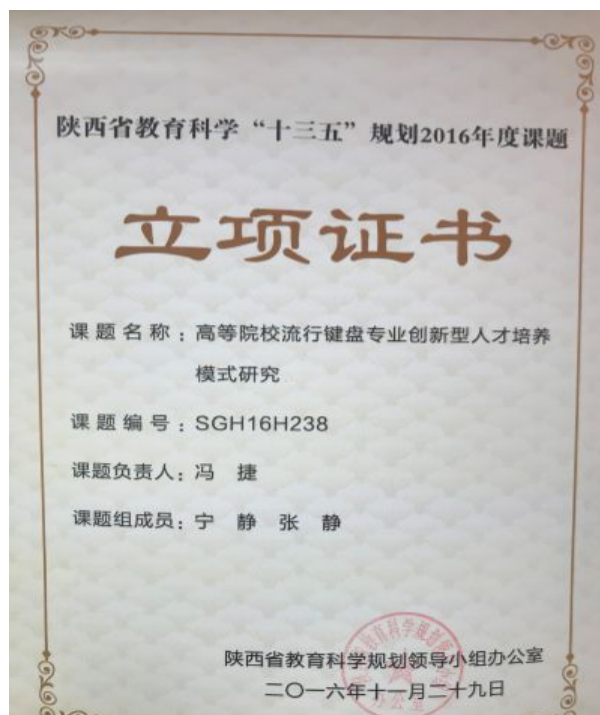 陕西省教育科学“十三五”规划2016年度课题
立项证书
课题名称：高等院校流行键盘专业创新型人才培养
模式研究
课题编号：SGH16H238
课题负责人：冯 捷
课题组成员：宁 静 张 静
陕西省教育科学规划领导小组办公室
二〇一六年十一月二十九日